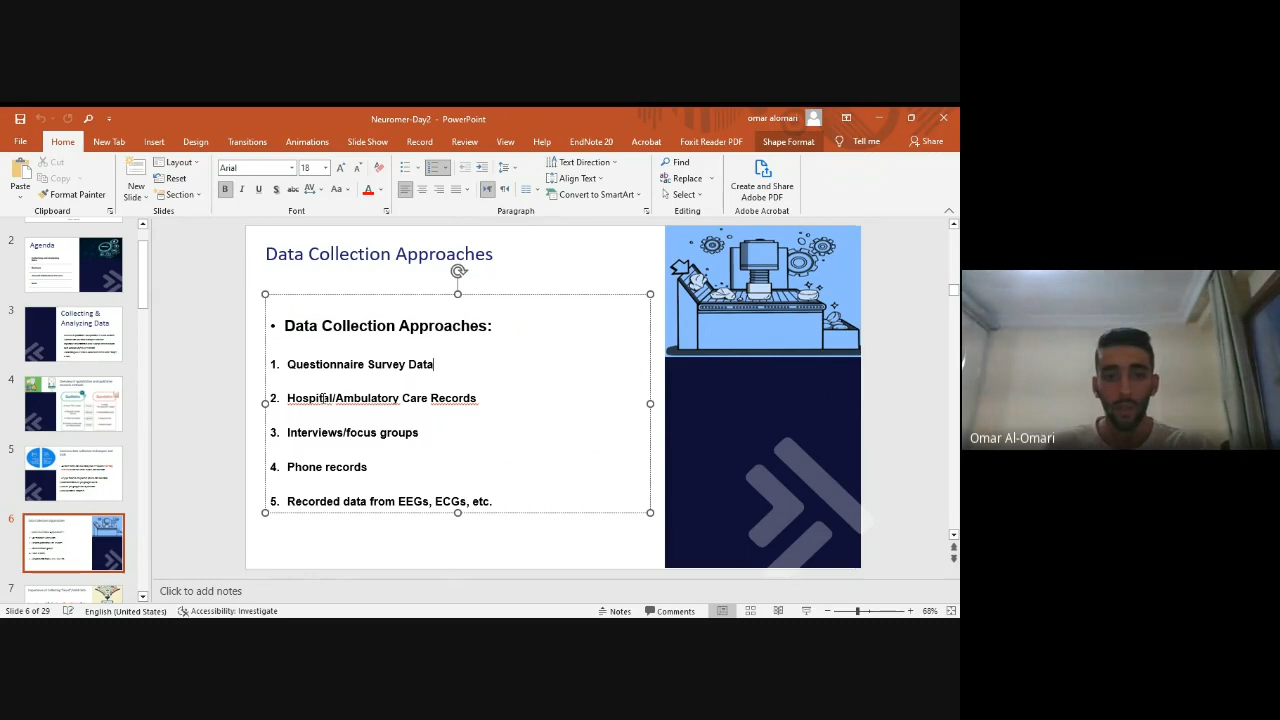 Neuromer-Day2 - PowerPoint
omar alomari
File
Home
New Tab
Insert
Design
Transitions
Animations
Slide Show
Record
Review
View
Help
EndNote 20
Acrobat
Foxit Reader PDF
Shape Format
Tell me
Share
Paste
Cut
Copy
Format Painter
Clipboard
New Slide
Layout
Reset
Section
Slides
Arial
18
Font
Paragraph
Text Direction
Align Text
Convert to SmartArt
Find
Replace
Select
Editing
Create and Share Adobe PDF
Adobe Acrobat
2
Agenda
3
Collecting & Analyzing Data
4
5
6
7
Data Collection Approaches
• Data Collection Approaches:
1. Questionnaire Survey Data
2. Hospital/Ambulatory Care Records
3. Interviews/focus groups
4. Phone records
5. Recorded data from EEGs, ECGs, etc.
Click to add notes
Slide 6 of 29
English (United States)
Accessibility: Investigate
Notes
Comments
68%
Omar Al-Omari